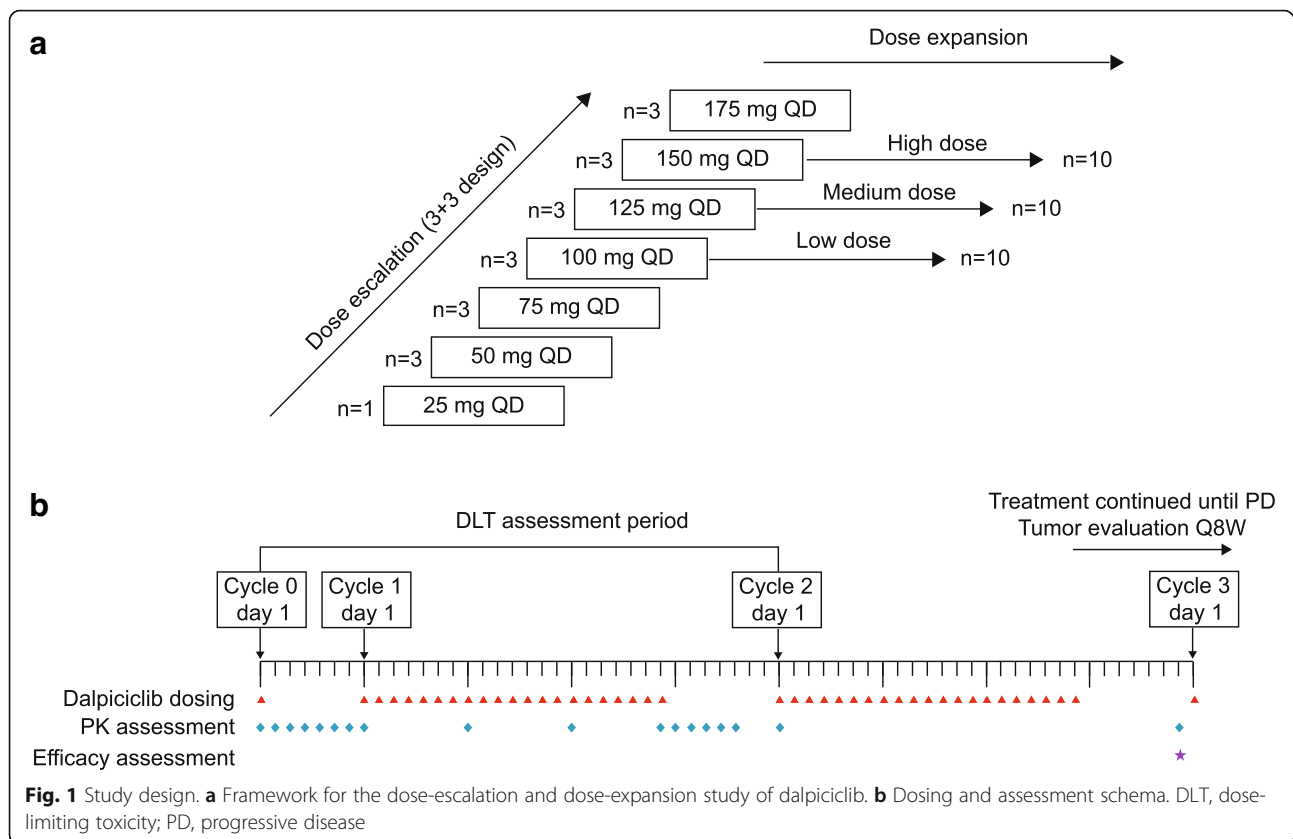 a
Dose expansion
Dose escalation (3+3 design)
n=3 175 mg QD
n=3 150 mg QD High dose n=10
n=3 125 mg QD Medium dose n=10
n=3 100 mg QD Low dose n=10
n=3 75 mg QD
n=3 50 mg QD
n=1 25 mg QD
b
DLT assessment period
Treatment continued until PD
Tumor evaluation Q8W
Cycle 0
day 1
Cycle 1
day 1
Cycle 2
day 1
Cycle 3
day 1
Dalpiciclib dosing
PK assessment
Efficacy assessment
Fig. 1 Study design. a Framework for the dose-escalation and dose-expansion study of dalpiciclib. b Dosing and assessment schema. DLT, dose-
limiting toxicity; PD, progressive disease